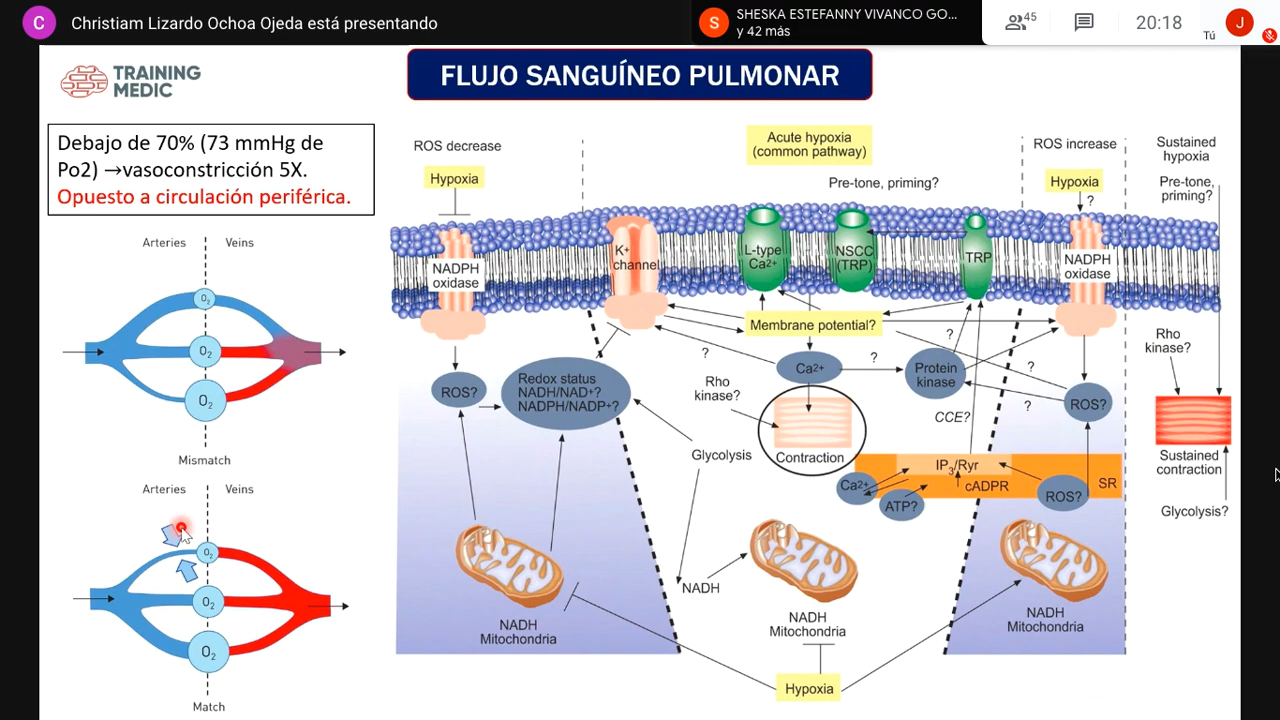 C
Christiam Lizardo Ochoa Ojeda está presentando
S
SHESKA ESTEFANNY VIVANCO GO...
y 42 más
45
20:18
Tú
J
TRAINING
MEDIC
FLUJO SANGUÍNEO PULMONAR
Debajo de 70% (73 mmHg de
Po2) →vasoconstricción 5X.
Opuesto a circulación periférica.
Arteries
Veins
O2
O2
O2
Mismatch
Arteries
Veins
O2
O2
O2
Match
ROS decrease
Hypoxia
Acute hypoxia
(common pathway)
Pre-tone, priming?
ROS increase
Hypoxia
?
Sustained
hypoxia
Pre-tone,
priming?
NADPH
oxidase
K+
channel
L-type
Ca2+
NSCC
(TRP)
TRP
NADPH
oxidase
Membrane potential?
?
?
?
?
?
Rho
kinase?
ROS?
Redox status
NADH/NAD+?
NADPH/NADP+?
Ca2+
Protein
kinase
ROS?
Rho
kinase?
CCE?
Contraction
Glycolysis
IP3/Ryr
cADPR
SR
Ca2+
ATP?
ROS?
Sustained
contraction
Glycolysis?
NADH
NADH
Mitochondria
NADH
Mitochondria
NADH
Mitochondria
Hypoxia